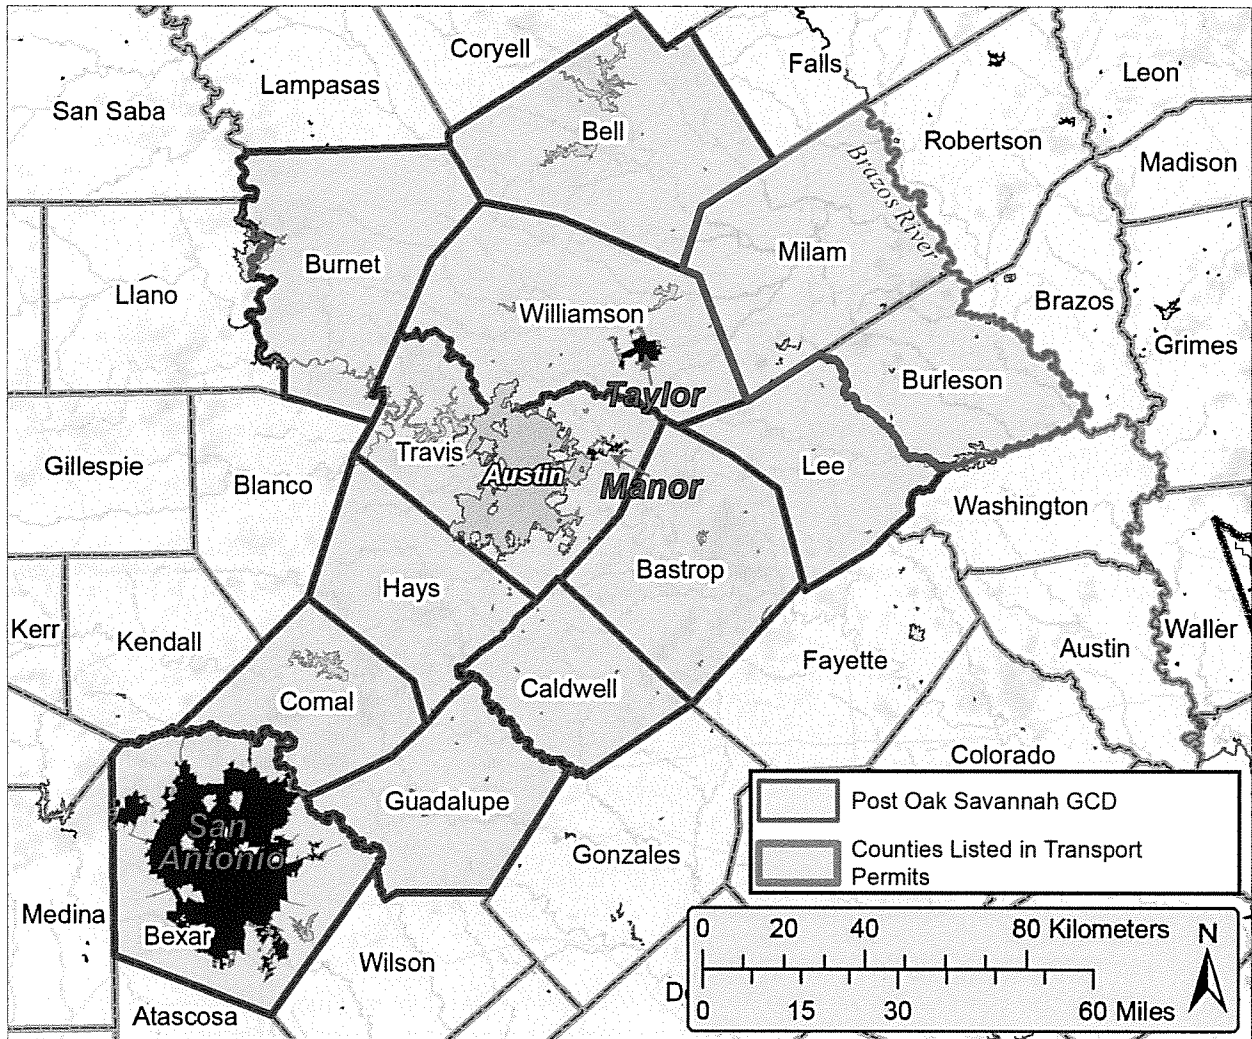 Coryell
Falls
Leon
Lampasas
San Saba
Bell
Robertson
Madison
Brazos River
Milam
Burnet
Llano
Brazos
Williamson
Grimes
Burleson
Taylor
Travis
Lee
Gillespie
Blanco
Austin
Manor
Washington
Bastrop
Hays
Kerr
Kendall
Waller
Austin
Fayette
Caldwell
Comal
Colorado
Guadalupe
Post Oak Savannah GCD
San
Antonio
Gonzales
Counties Listed in Transport
Permits
Medina
Bexar
Wilson
0 20 40 80 Kilometers
N
0 15 30 60 Miles
Atascosa